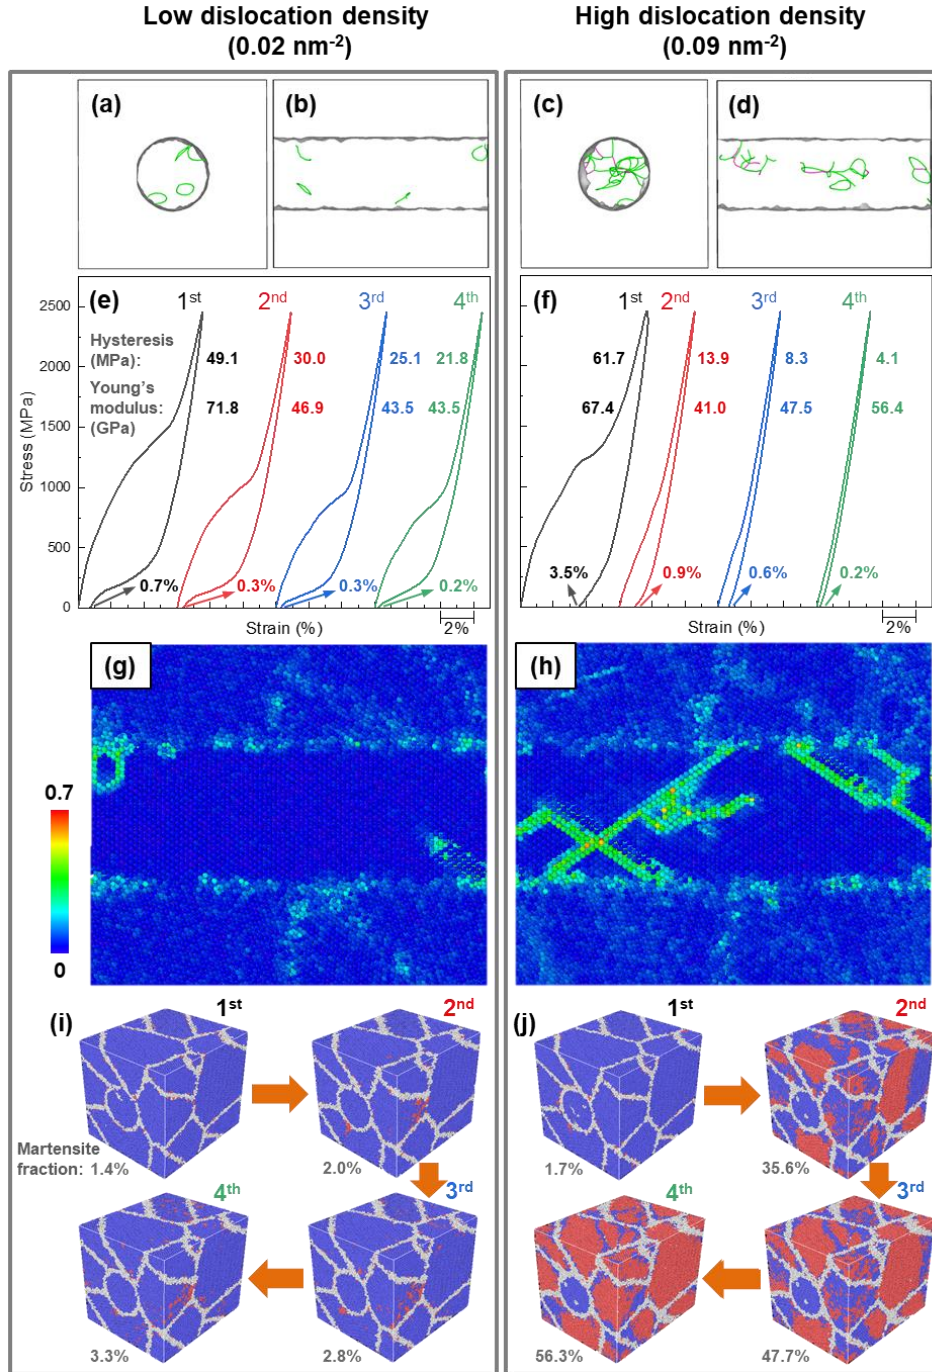 Low dislocation density
(0.02 nm⁻²)
High dislocation density
(0.09 nm⁻²)
(a)
(b)
(c)
(d)
(e)
1st
2nd
3rd
4th
Hysteresis
(MPa):
49.1
30.0
25.1
21.8
Young's
modulus:
(GPa)
71.8
46.9
43.5
43.5
Stress (MPa)
2500
2000
1500
1000
500
0
0.7%
0.3%
0.3%
0.2%
Strain (%)
2%
(f)
1st
2nd
3rd
4th
61.7
13.9
8.3
4.1
67.4
41.0
47.5
56.4
3.5%
0.9%
0.6%
0.2%
Strain (%)
2%
(g)
0.7
0
(h)
(i)
1st
2nd
Martensite
fraction: 1.4%
2.0%
4th
3rd
3.3%
2.8%
(j)
1st
2nd
1.7%
35.6%
4th
3rd
56.3%
47.7%